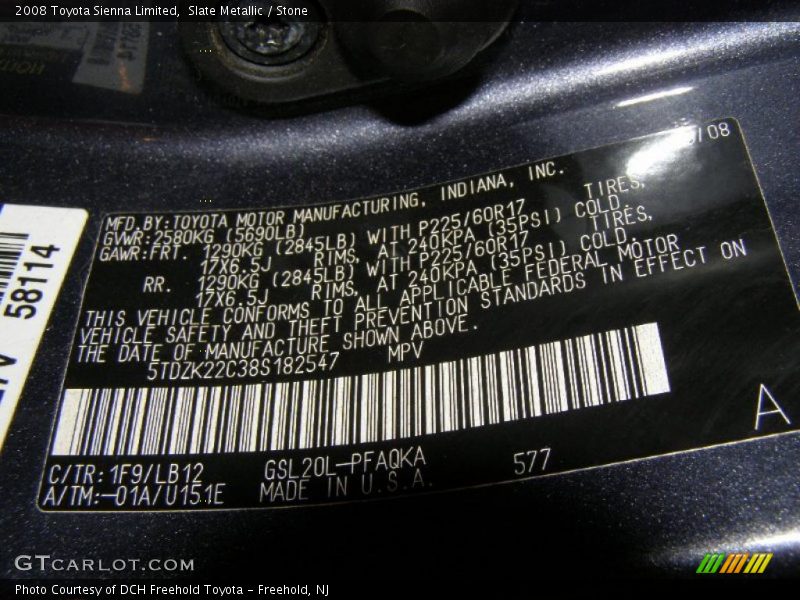 2008 Toyota Sienna Limited,  Slate Metallic / Stone
/08
MFD.BY:TOYOTA MOTOR MANUFACTURING, INDIANA, INC.
GVWR:2580KG (5690LB)
GAWR:FRT. 1290KG (2845LB) WITH P225/60R17 TIRES,
17X6.5J RIMS, AT 240KPA (35PSI) COLD.
RR. 1290KG (2845LB) WITH P225/60R17 TIRES,
17X6.5J RIMS, AT 240KPA (35PSI) COLD.
THIS VEHICLE CONFORMS TO ALL APPLICABLE FEDERAL MOTOR
VEHICLE SAFETY AND THEFT PREVENTION STANDARDS IN EFFECT ON
THE DATE OF MANUFACTURE SHOWN ABOVE.
5TDZK22C38S182547 MPV
58114
C/TR:1F9/LB12 GSL20L-PFAQKA 577 A
A/TM:-01A/U151E MADE IN U.S.A.
GTCARLOT.COM
Photo Courtesy of DCH Freehold Toyota - Freehold, NJ